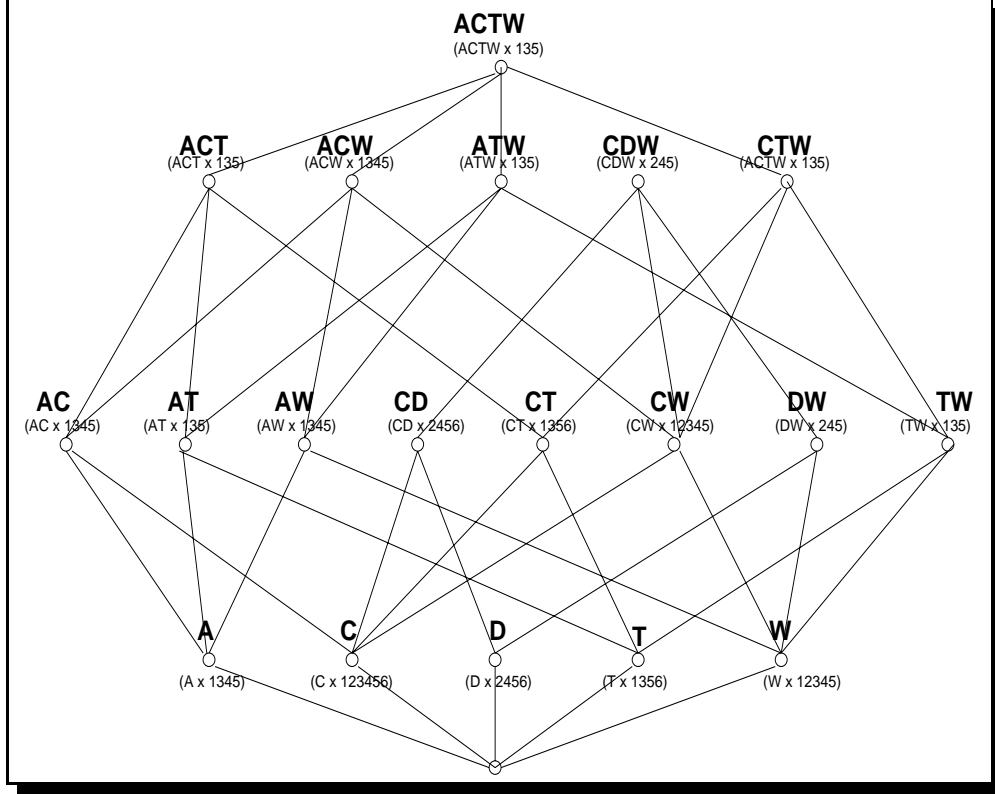 ACTW
(ACTW x 135)
ACT ACW ATW CDW CTW
(ACT x 135) (ACW x 1345) (ATW x 135) (CDW x 245) (ACTW x 135)
AC AT AW CD CT CW DW TW
(AC x 1345) (AT x 135) (AW x 1345) (CD x 2456) (CT x 1356) (CW x 12345) (DW x 245) (TW x 135)
A C D T W
(A x 1345) (C x 123456) (D x 2456) (T x 1356) (W x 12345)